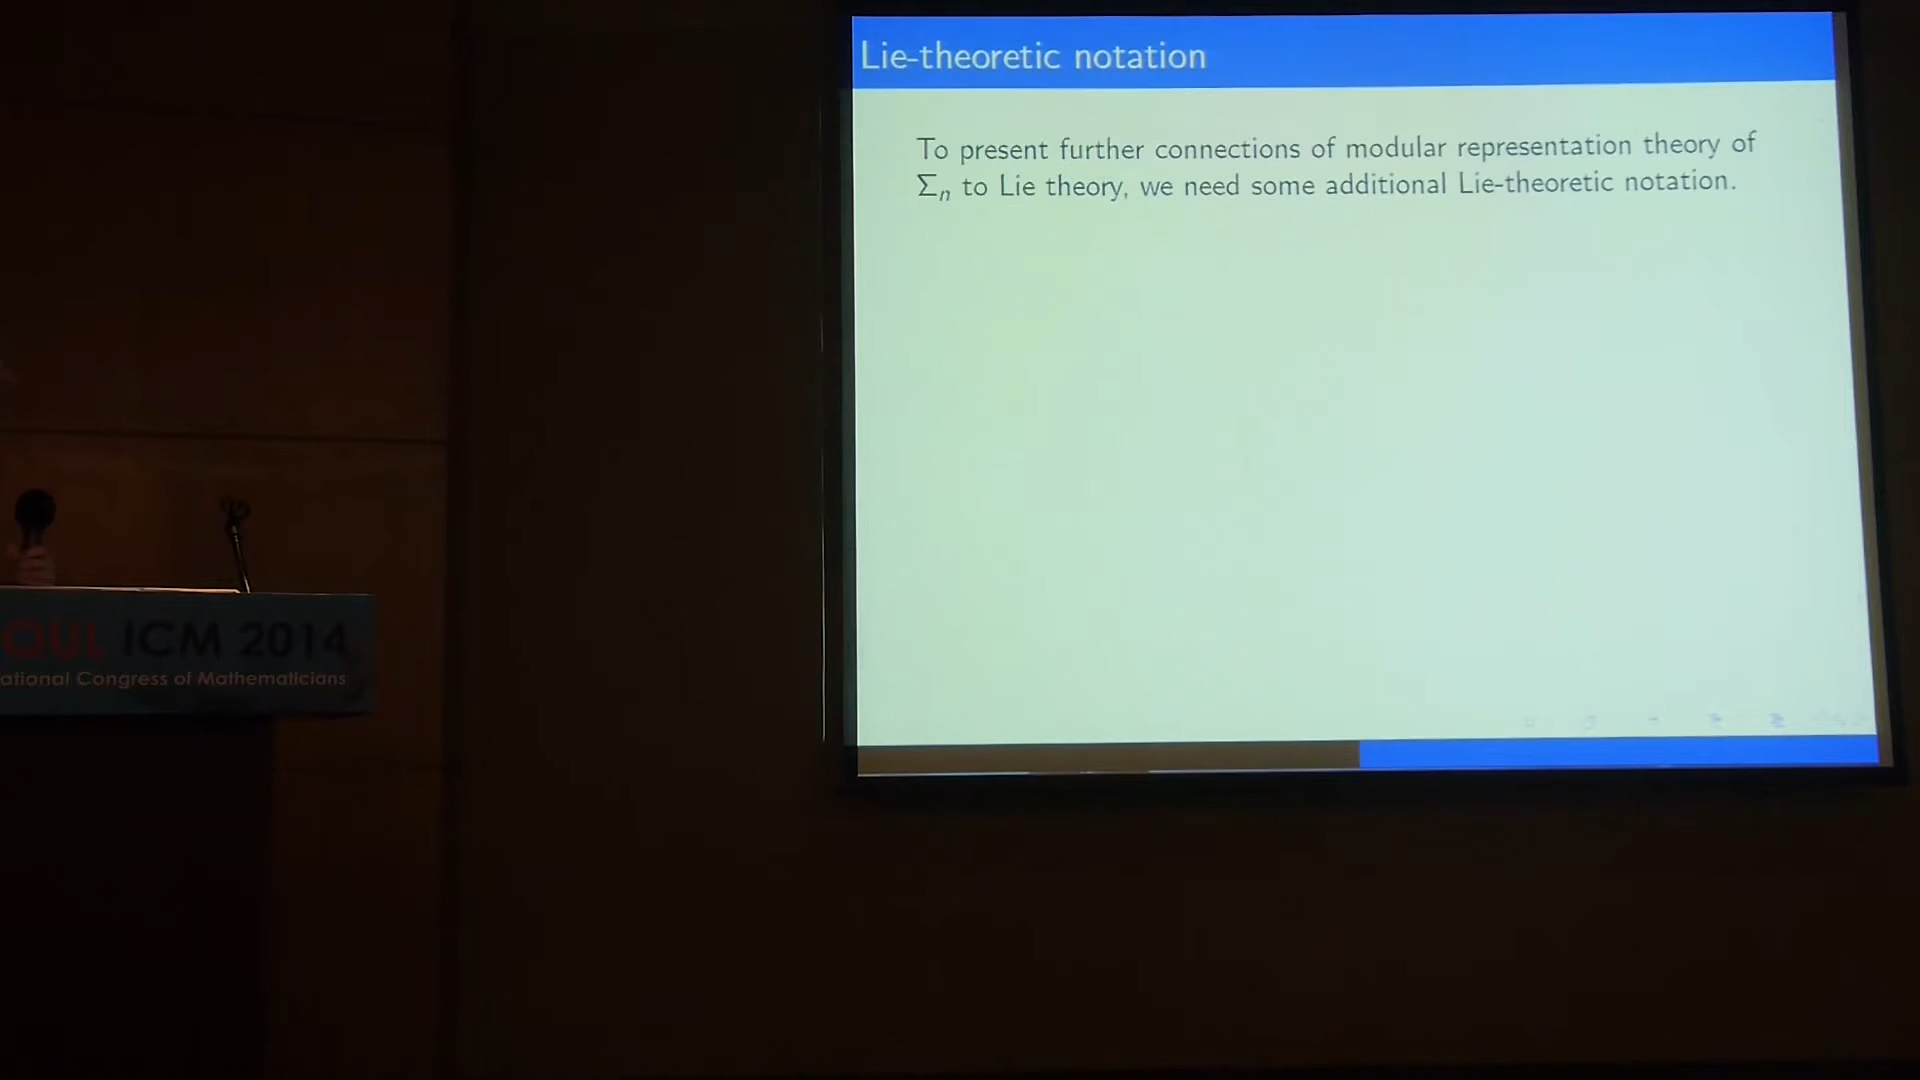 Lie-theoretic notation
To present further connections of modular representation theory of
Σn to Lie theory, we need some additional Lie-theoretic notation.
OUL ICM 2014
ational Congress of Mathematicians